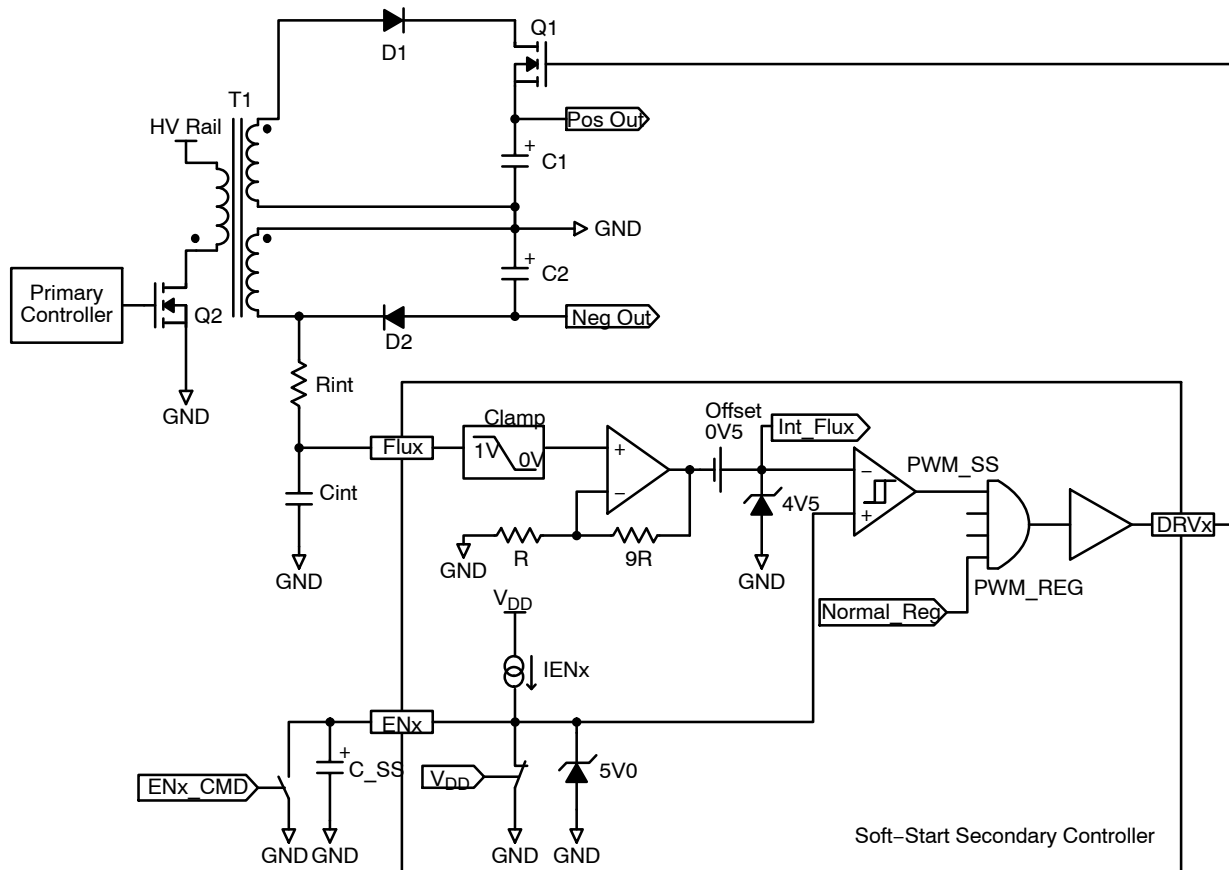 Q1
D1
T1
HV Rail
Pos Out
+
C1
GND
+
C2
Primary
Controller
Q2
Neg Out
D2
GND
Rint
Offset
0V5
Int_Flux
Clamp
Flux
1V
0V
+
−
PWM_SS
−
+
4V5
Cint
DRVx
R
9R
GND
GND
GND
PWM_REG
Normal_Reg
VDD
IENx
ENx
+
C_SS
ENx_CMD
VDD
5V0
GND
GND
GND
GND
Soft−Start Secondary Controller